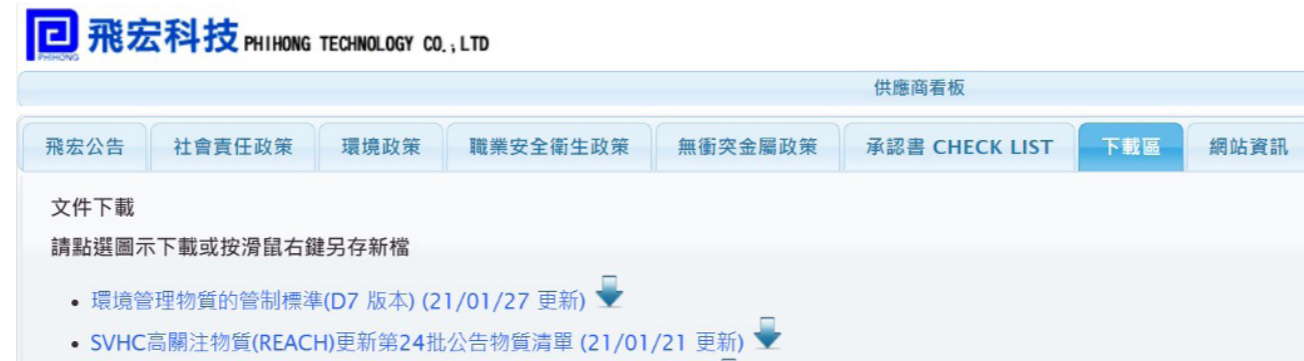 PHIHONG
飛宏科技 PHIHONG TECHNOLOGY CO.,LTD
供應商看板
飛宏公告 社會責任政策 環境政策 職業安全衛生政策 無衝突金屬政策 承認書 CHECK LIST 下載區 網站資訊
文件下載
請點選圖示下載或按滑鼠右鍵另存新檔
• 環境管理物質的管制標準(D7 版本) (21/01/27 更新)
• SVHC高關注物質(REACH)更新第24批公告物質清單 (21/01/21 更新)